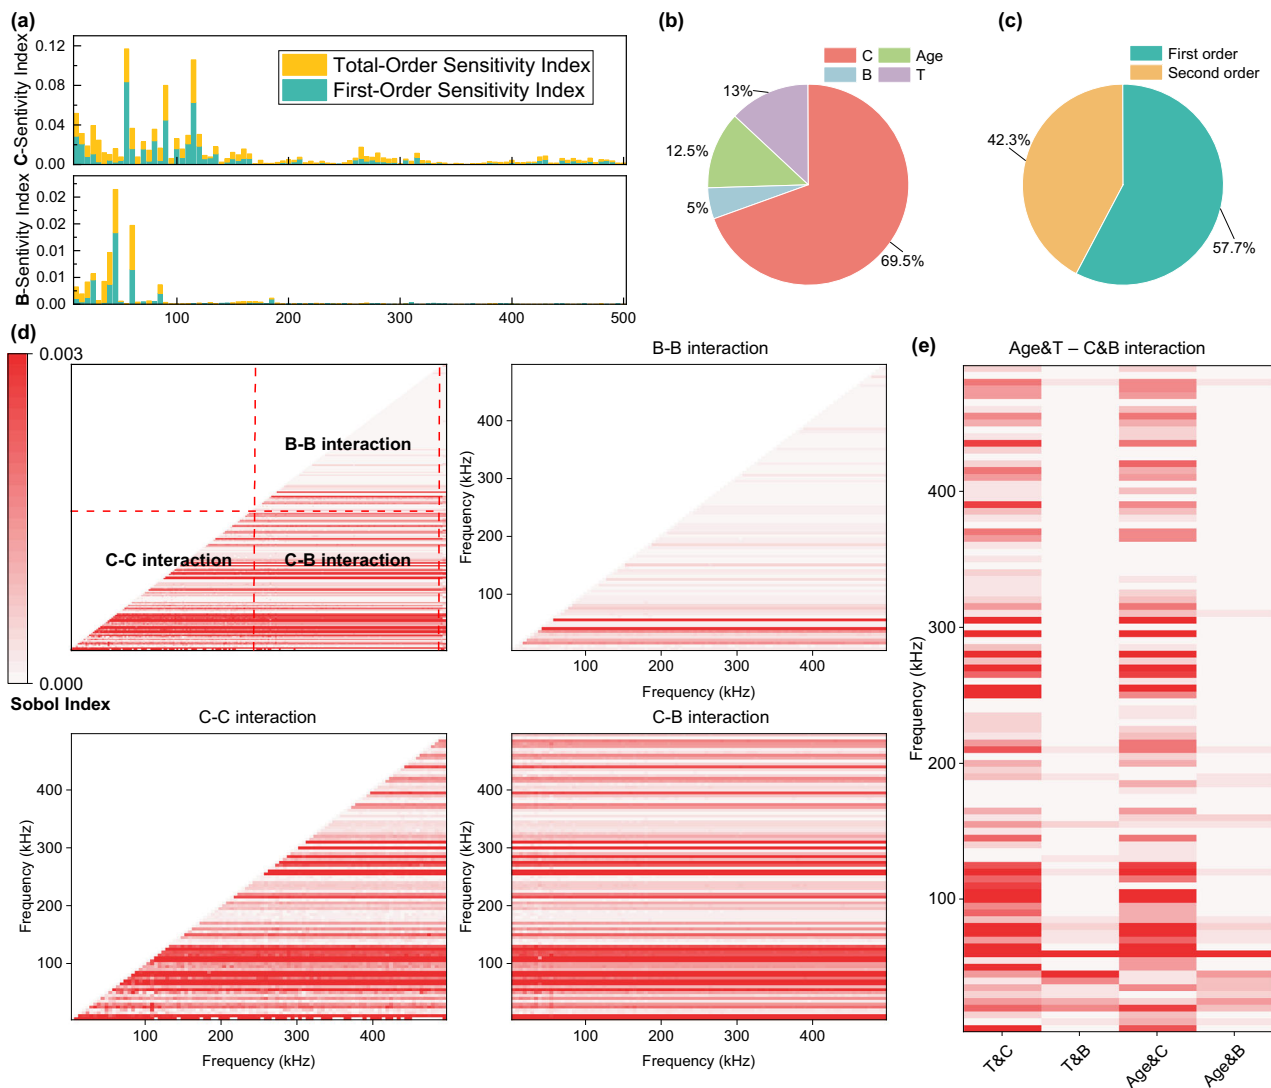 (a)
C-Sentivity Index
0.12
0.08
0.04
0.00
Total-Order Sensitivity Index
First-Order Sensitivity Index
B-Sentivity Index
0.02
0.01
0.01
0.00
100
200
300
400
500
(b)
C
Age
B
T
13%
12.5%
5%
69.5%
(c)
First order
Second order
42.3%
57.7%
(d)
0.003
0.000
Sobol Index
B-B interaction
C-C interaction
C-B interaction
B-B interaction
Frequency (kHz)
400
300
200
100
100
200
300
400
Frequency (kHz)
C-C interaction
Frequency (kHz)
400
300
200
100
100
200
300
400
Frequency (kHz)
C-B interaction
Frequency (kHz)
400
300
200
100
100
200
300
400
Frequency (kHz)
(e)
Age&T – C&B interaction
Frequency (kHz)
400
300
200
100
T&C
T&B
Age&C
Age&B